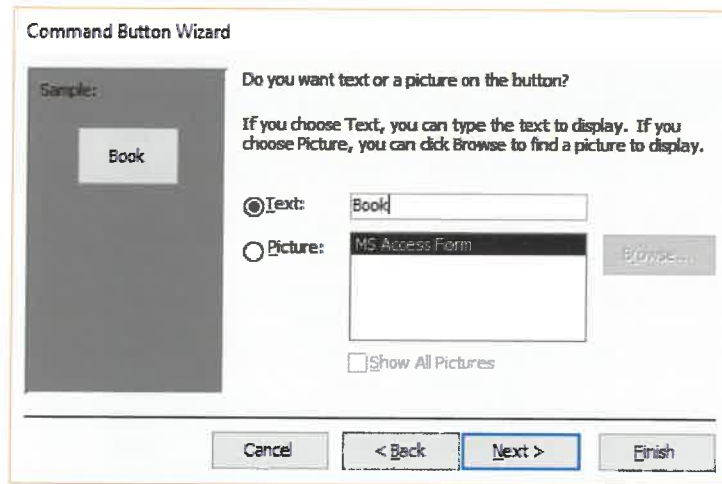 Command Button Wizard
Sample:
Book
Do you want text or a picture on the button?
If you choose Text, you can type the text to display. If you
choose Picture, you can click Browse to find a picture to display.
Text:
Book
Picture:
MS Access Form
Browse...
Show All Pictures
Cancel
< Back
Next >
Finish